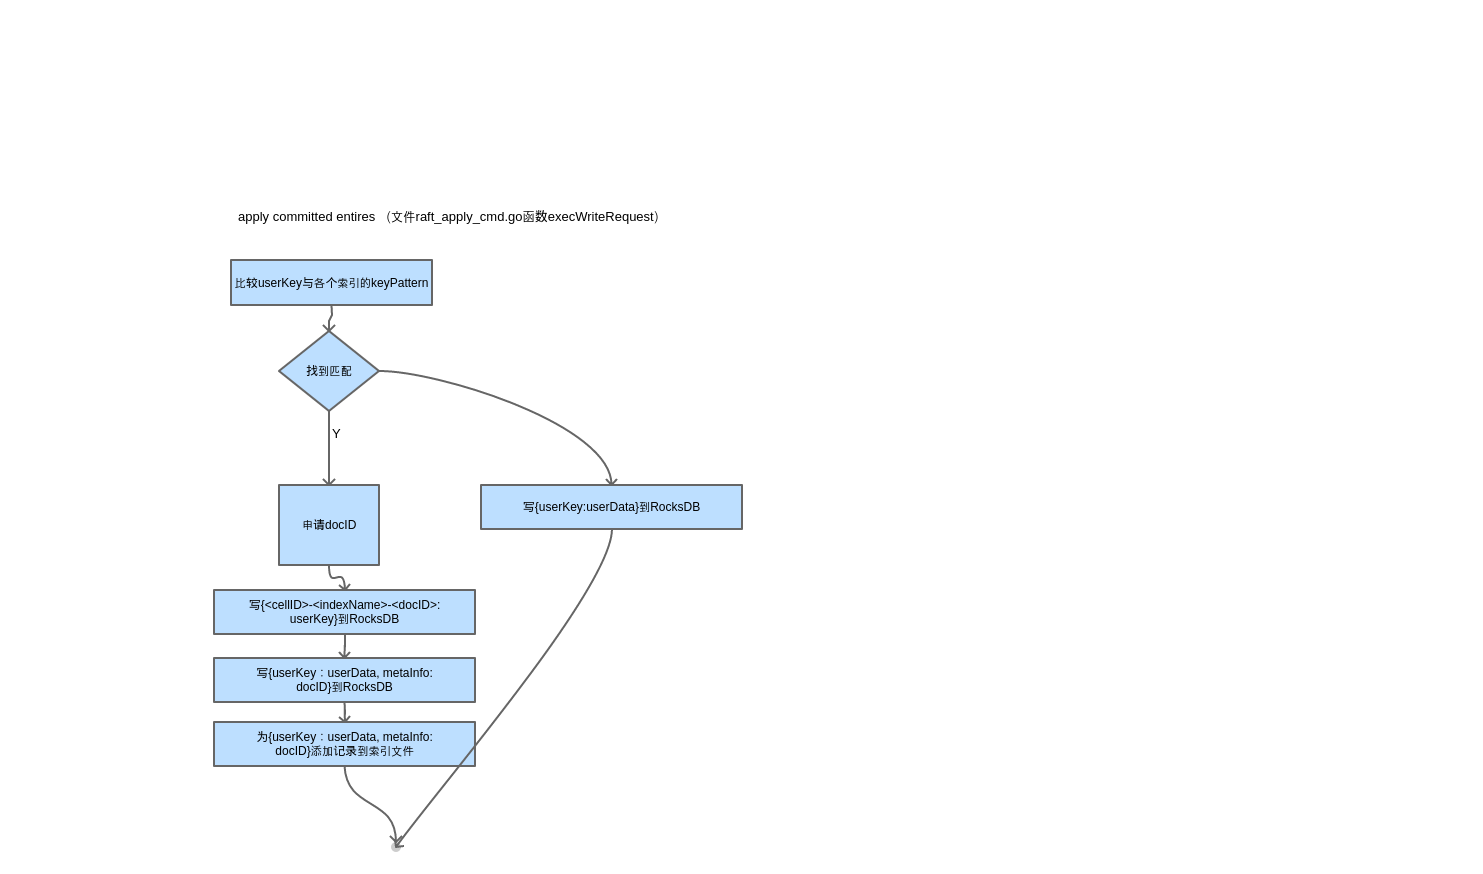 apply committed entires （文件raft_apply_cmd.go函数execWriteRequest）
比较userKey与各个索引的keyPattern
找到匹配
Y
申请docID
写{userKey:userData}到RocksDB
写{<cellID>-<indexName>-<docID>:
userKey}到RocksDB
写{userKey：userData, metaInfo:
docID}到RocksDB
为{userKey：userData, metaInfo:
docID}添加记录到索引文件